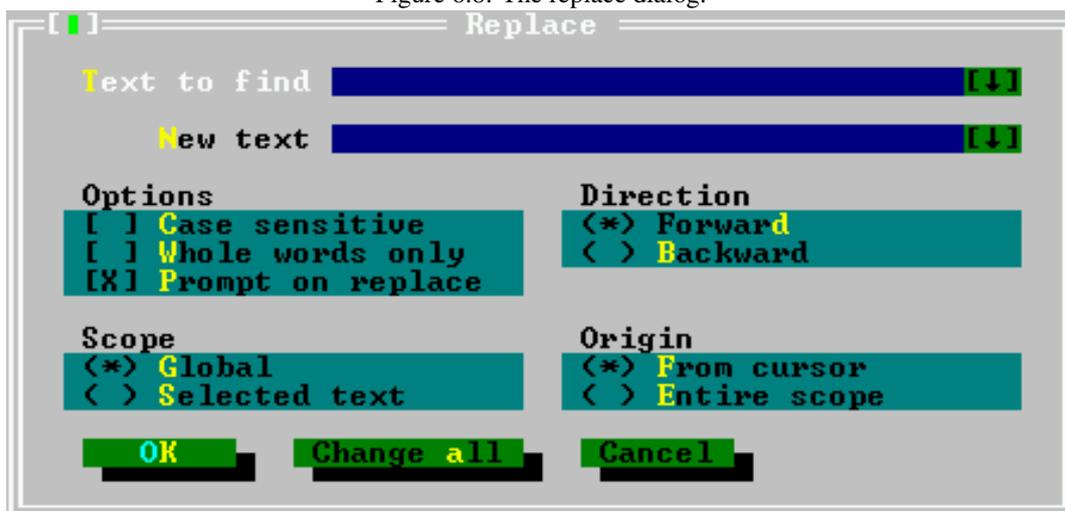 Figure 6.8: The replace dialog.
[▮] Replace
Text to find [↓]
New text [↓]
Options Direction
[ ] Case sensitive (*) Forward
[ ] Whole words only ( ) Backward
[X] Prompt on replace
Scope Origin
(*) Global (*) From cursor
( ) Selected text ( ) Entire scope
OK Change all Cancel